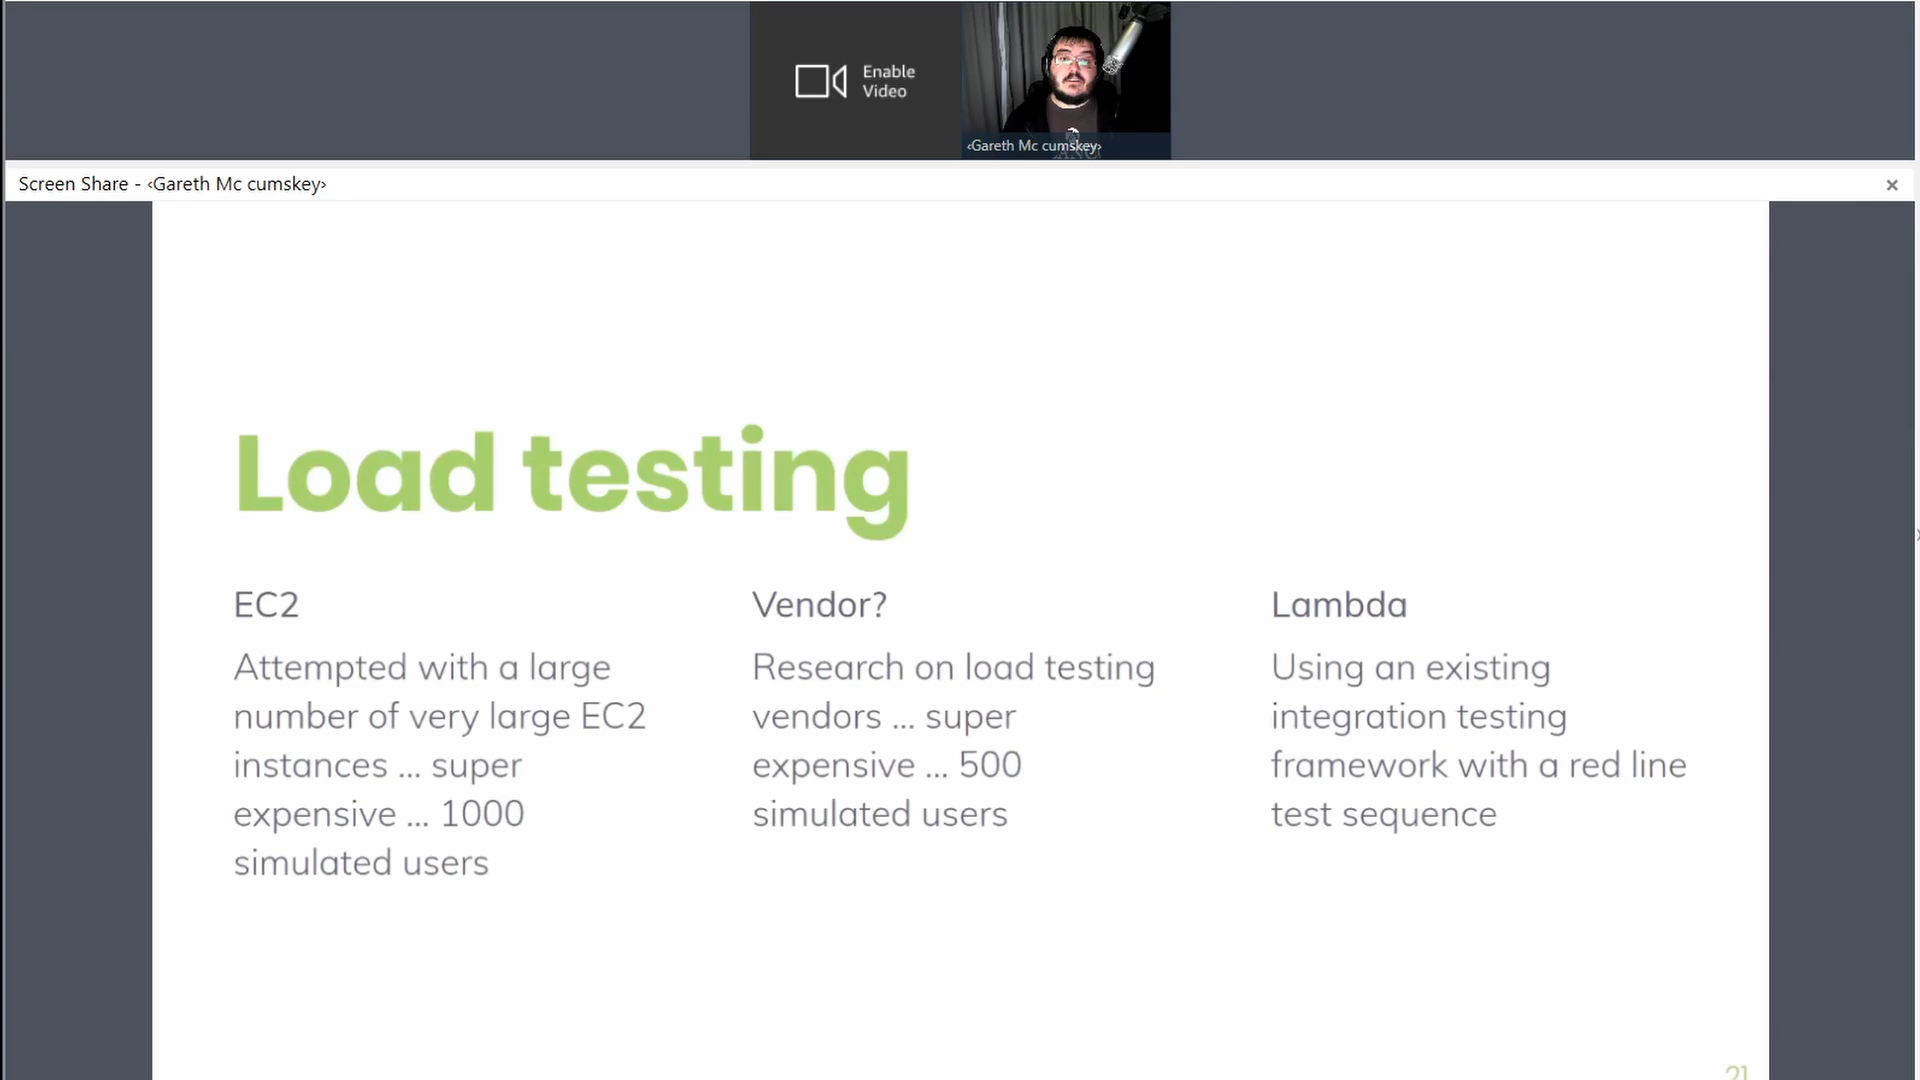 Enable
Video
‹Gareth Mc cumskey›
Screen Share - ‹Gareth Mc cumskey›
Load testing
EC2
Attempted with a large
number of very large EC2
instances ... super
expensive ... 1000
simulated users
Vendor?
Research on load testing
vendors ... super
expensive ... 500
simulated users
Lambda
Using an existing
integration testing
framework with a red line
test sequence
21